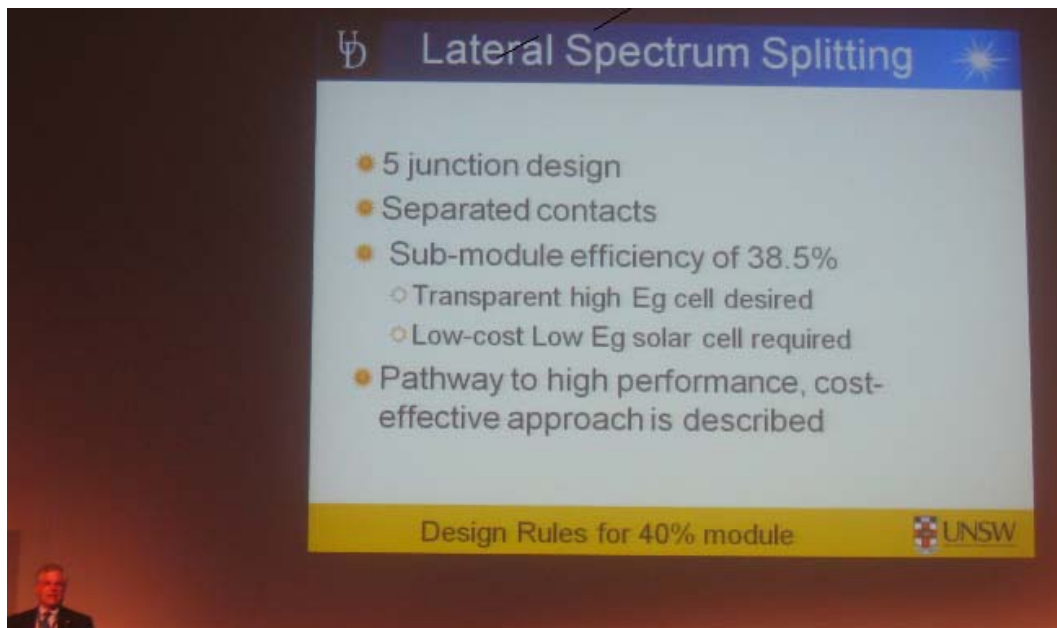 UD
Lateral Spectrum Splitting
5 junction design
Separated contacts
Sub-module efficiency of 38.5%
Transparent high Eg cell desired
Low-cost Low Eg solar cell required
Pathway to high performance, cost-
effective approach is described
Design Rules for 40% module
UNSW